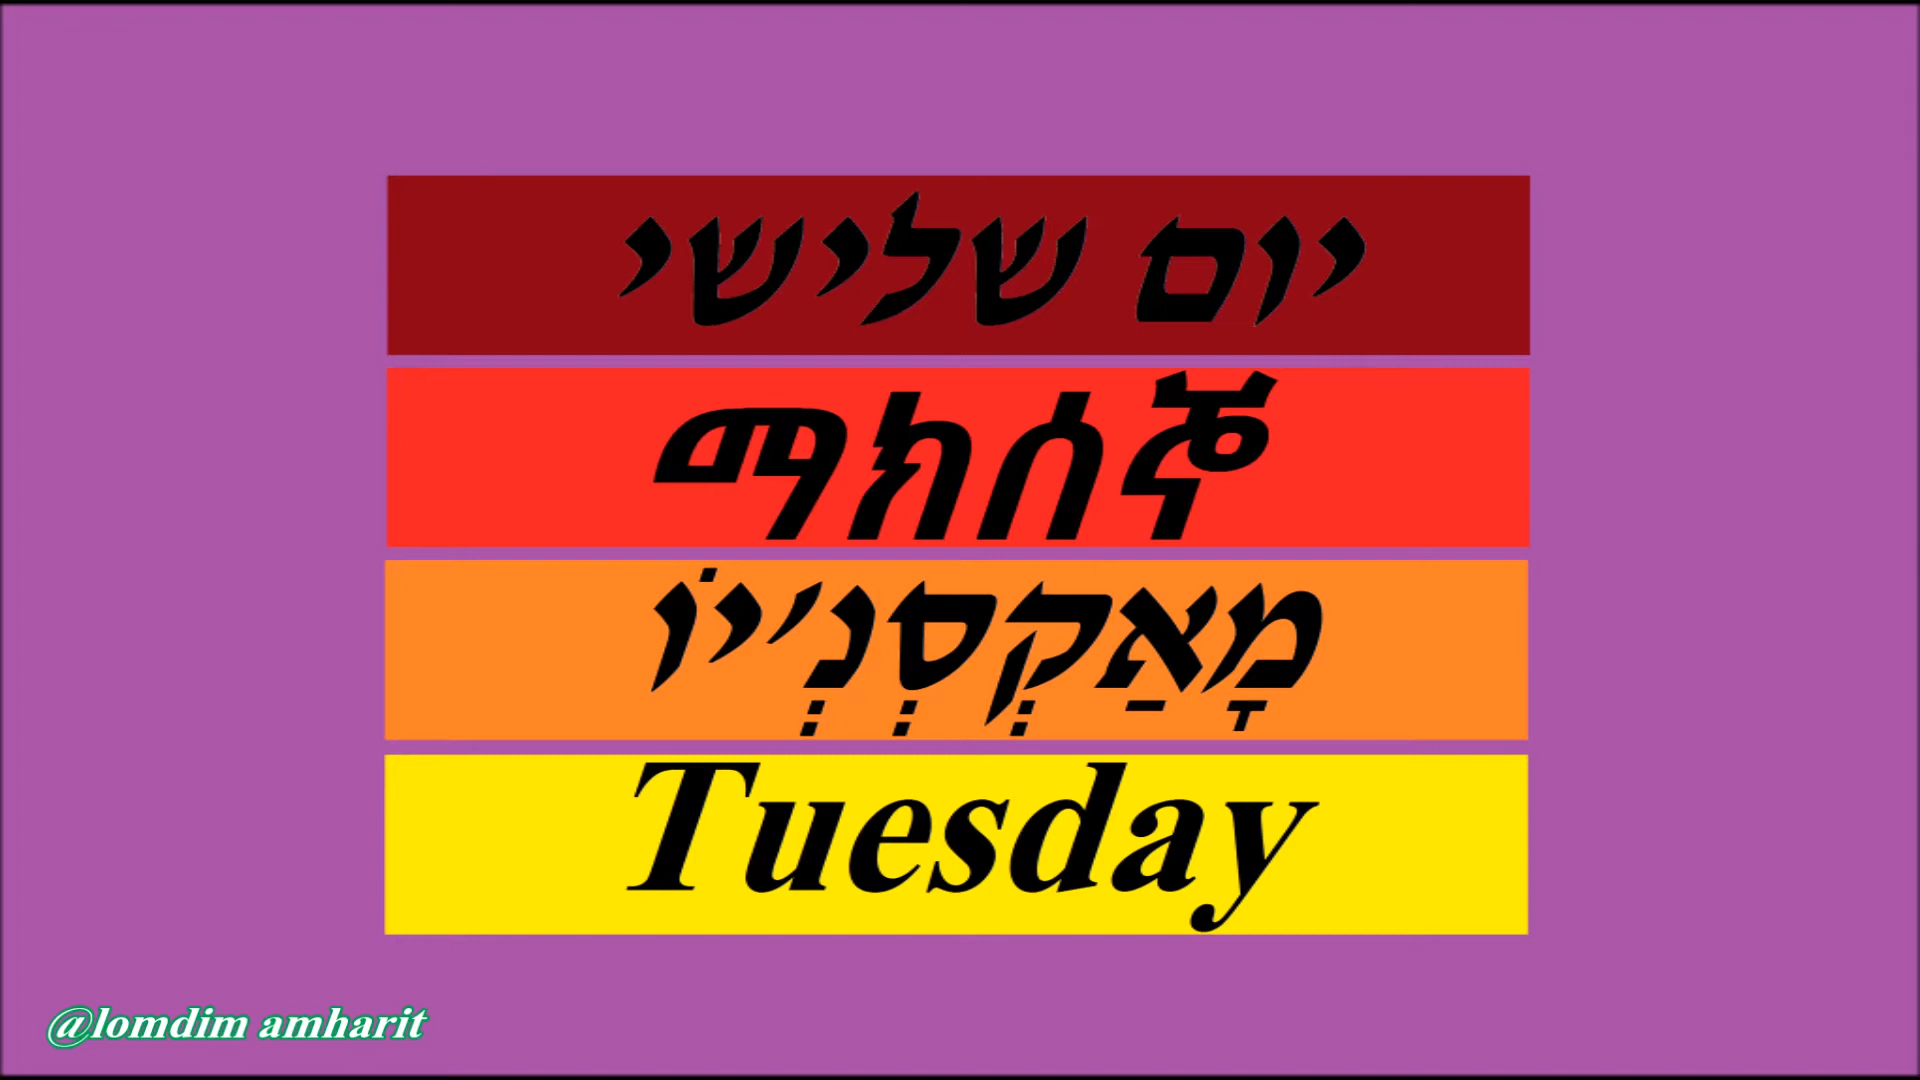 יום שלישי
ማክሰኞ
מָאַקְסְנְ׳יוֹ
Tuesday
@lomdim amharit